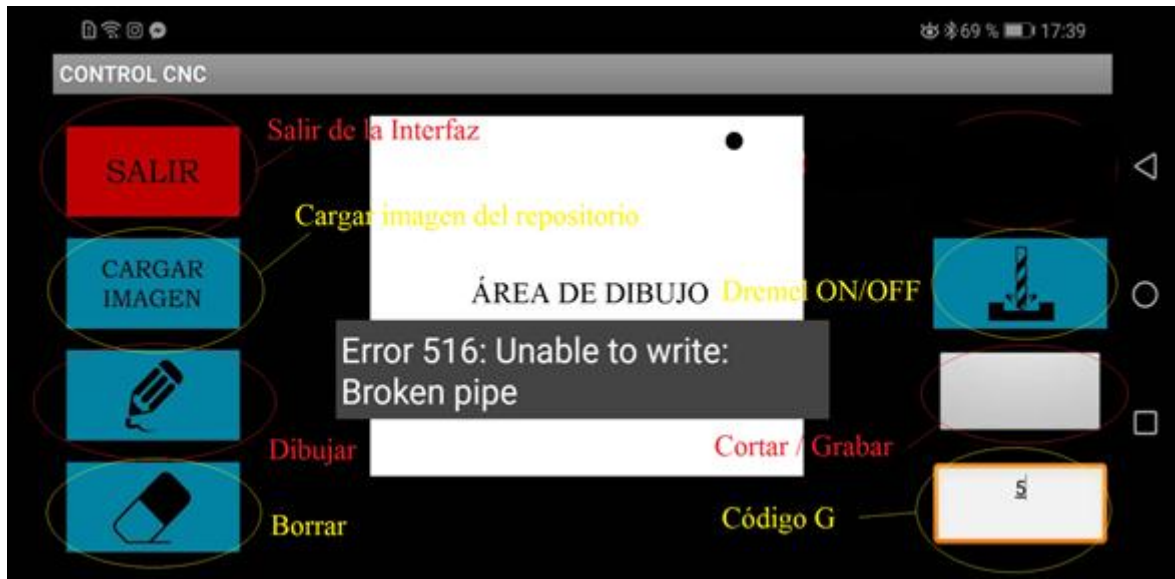 69 % 17:39
CONTROL CNC
SALIR
Salir de la Interfaz
Cargar imagen del repositorio
CARGAR
IMAGEN
ÁREA DE DIBUJO
Dremel ON/OFF
Error 516: Unable to write:
Broken pipe
Dibujar
Cortar / Grabar
5
Borrar
Código G